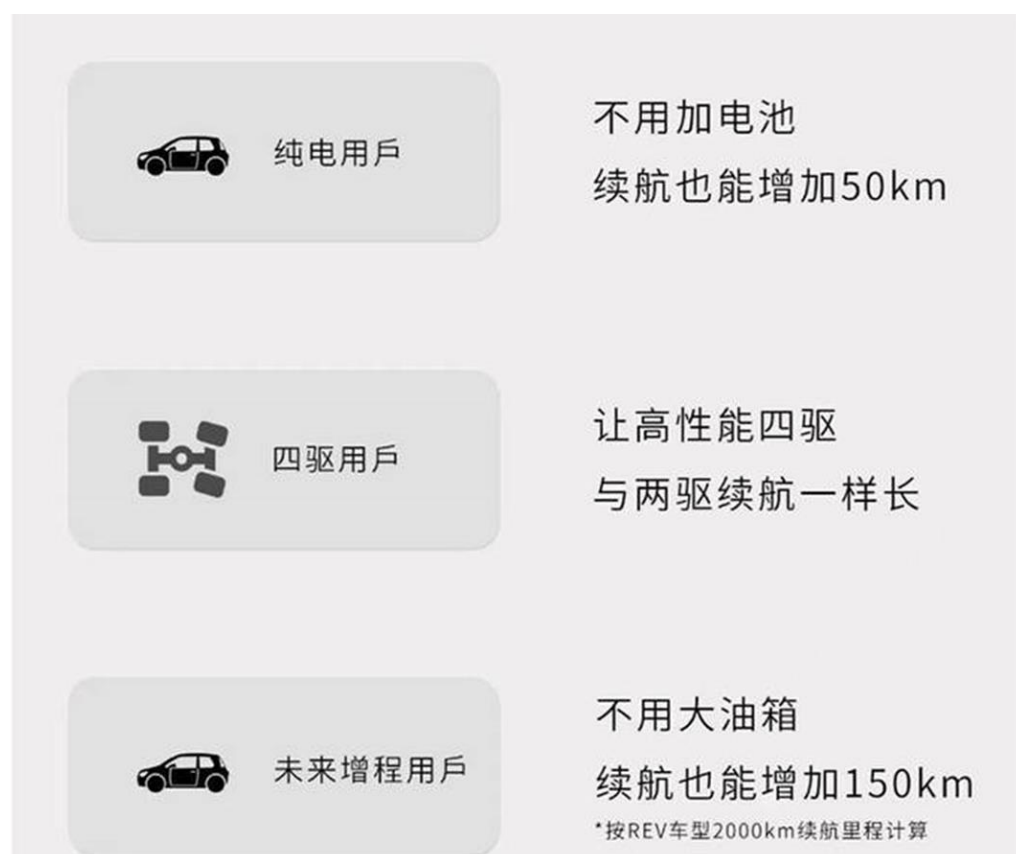 纯电用戶
不用加电池
续航也能增加50km
四驱用戶
让高性能四驱
与两驱续航一样长
未来增程用戶
不用大油箱
续航也能增加150km
*按REV车型2000km续航里程计算